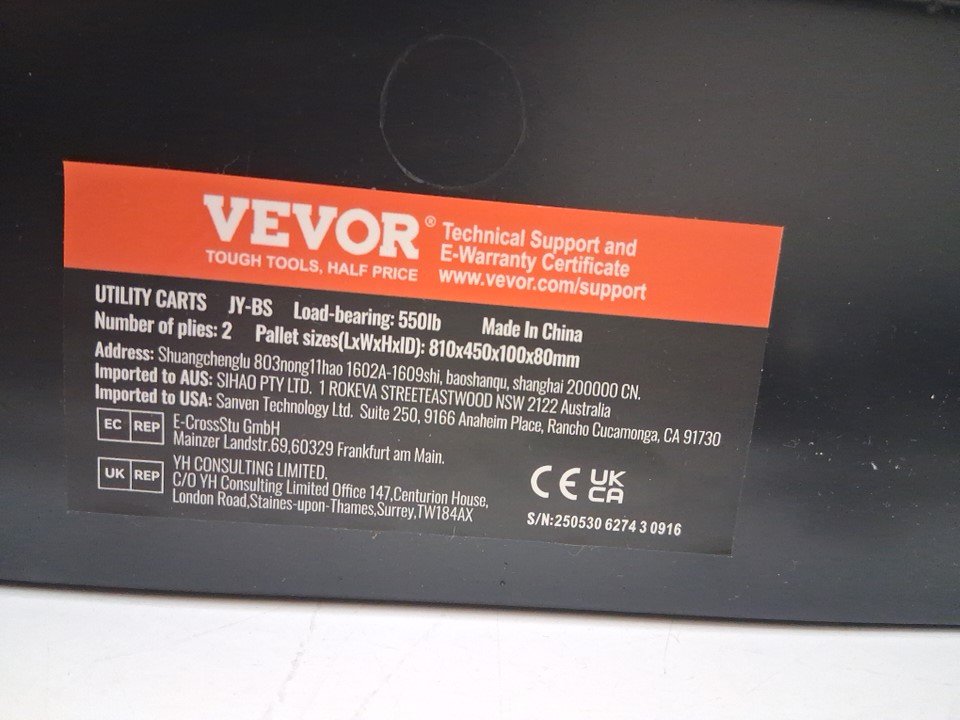 VEVOR®
TOUGH TOOLS, HALF PRICE
Technical Support and
E-Warranty Certificate
www.vevor.com/support
UTILITY CARTS JY-BS Load-bearing: 550lb Made In China
Number of plies: 2 Pallet sizes(LxWxHxID): 810x450x100x80mm
Address: Shuangchenglu 803nong11hao 1602A-1609shi, baoshanqu, shanghai 200000 CN.
Imported to AUS: SIHAO PTY LTD. 1 ROKEVA STREETEASTWOOD NSW 2122 Australia
Imported to USA: Sanven Technology Ltd. Suite 250, 9166 Anaheim Place, Rancho Cucamonga, CA 91730
EC REP
E-CrossStu GmbH
Mainzer Landstr.69,60329 Frankfurt am Main.
UK REP
YH CONSULTING LIMITED.
C/O YH Consulting Limited Office 147,Centurion House,
London Road,Staines-upon-Thames,Surrey,TW184AX
CE UK
CA
S/N:250530 6274 3 0916